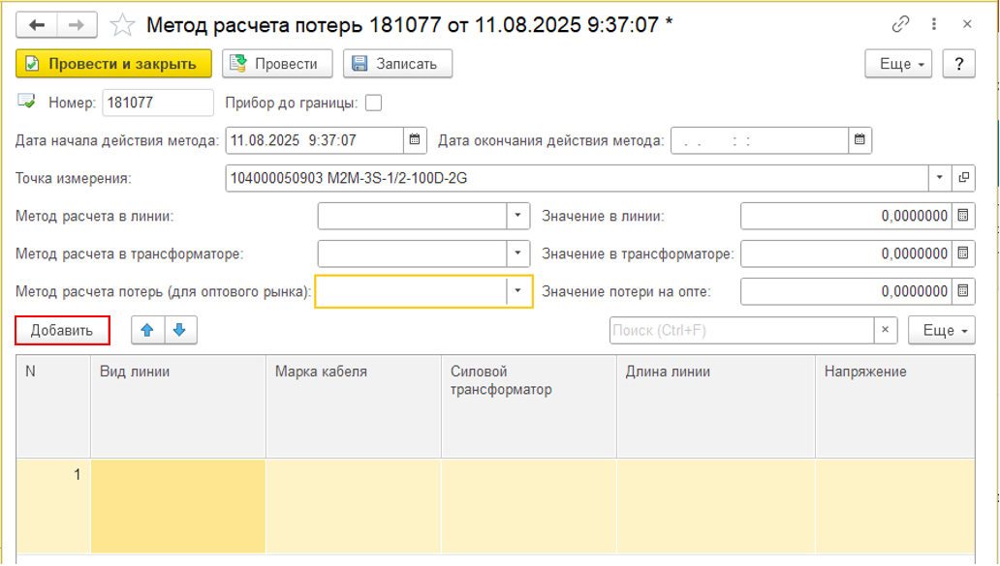 Метод расчета потерь 181077 от 11.08.2025 9:37:07 *
Провести и закрыть Провести Записать Еще ?
Номер: 181077 Прибор до границы:
Дата начала действия метода: 11.08.2025 9:37:07 Дата окончания действия метода: . . : :
Точка измерения: 104000050903 M2M-3S-1/2-100D-2G
Метод расчета в линии: Значение в линии: 0,0000000
Метод расчета в трансформаторе: Значение в трансформаторе: 0,0000000
Метод расчета потерь (для оптового рынка): Значение потери на опте: 0,0000000
Добавить Поиск (Ctrl+F) × Еще
N Вид линии Марка кабеля Силовой трансформатор Длина линии Напряжение
1